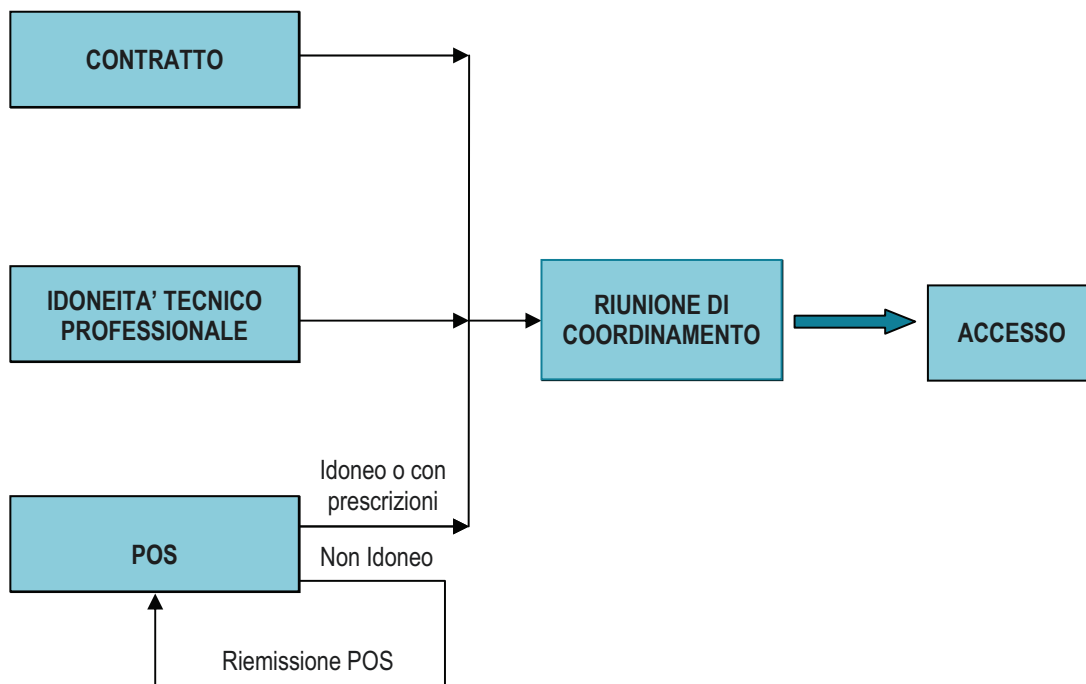 CONTRATTO
IDONEITA’ TECNICO
PROFESSIONALE
RIUNIONE DI
COORDINAMENTO
ACCESSO
Idoneo o con
prescrizioni
POS
Non Idoneo
Riemissione POS